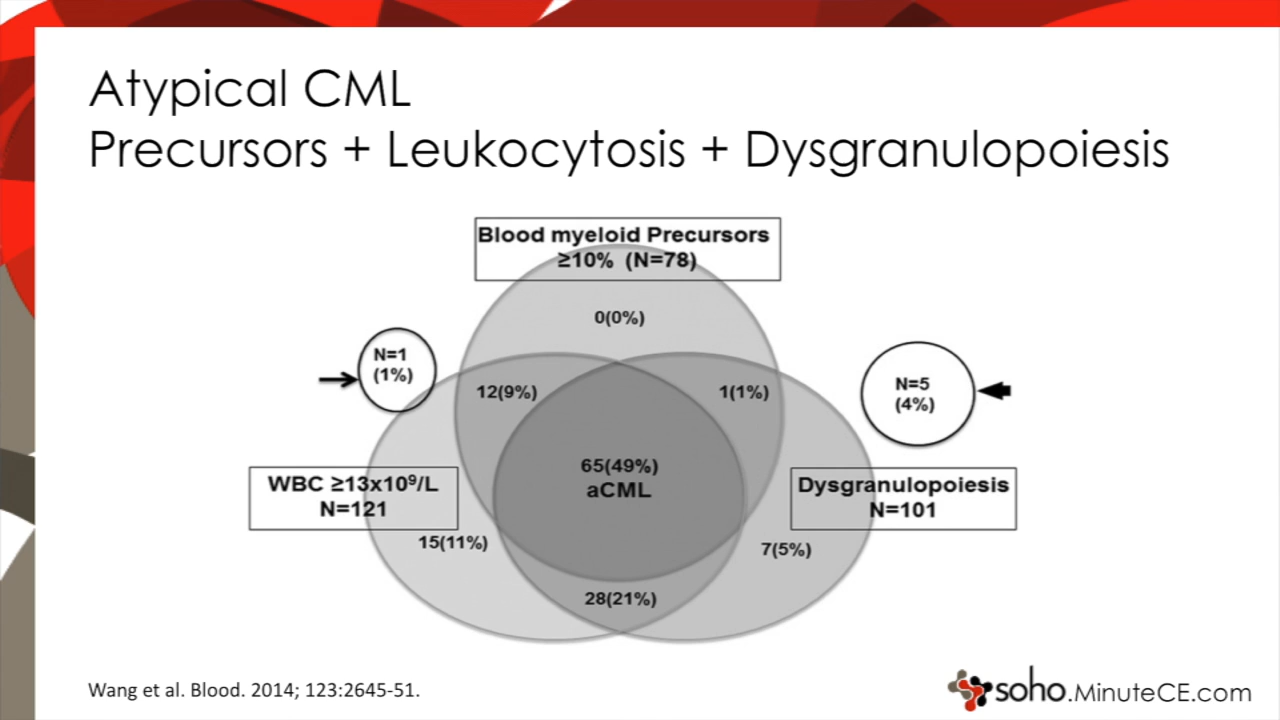 Atypical CML
Precursors + Leukocytosis + Dysgranulopoiesis
Blood myeloid Precursors
≥10% (N=78)
0(0%)
N=1
(1%)
N=5
(4%)
12(9%)
1(1%)
65(49%)
aCML
WBC ≥13x10⁹/L
N=121
Dysgranulopoiesis
N=101
15(11%)
7(5%)
28(21%)
Wang et al. Blood. 2014; 123:2645-51.
soho.MinuteCE.com